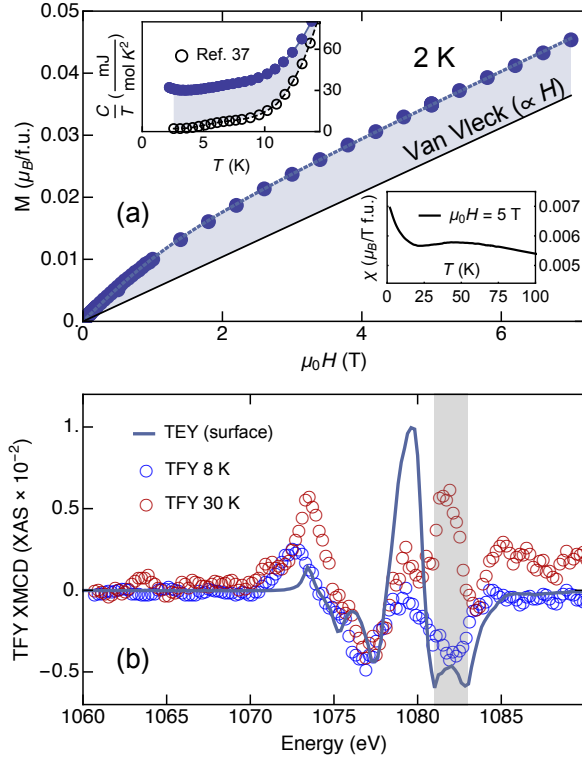 M (μB/f.u.)
0.05
0.04
0.03
0.02
0.01
0.
0
2
4
6
μ0H (T)
(a)
2 K
Van Vleck (∝ H)
C/T (mJ/mol K²)
Ref. 37
60
30
0
5
10
T (K)
χ (μB/T f.u.)
μ0H = 5 T
0.007
0.006
0.005
0
25
50
75
100
T (K)
TFY XMCD (XAS × 10⁻²)
1.
0.5
0.
−0.5
TEY (surface)
TFY 8 K
TFY 30 K
(b)
1060
1065
1070
1075
1080
1085
Energy (eV)